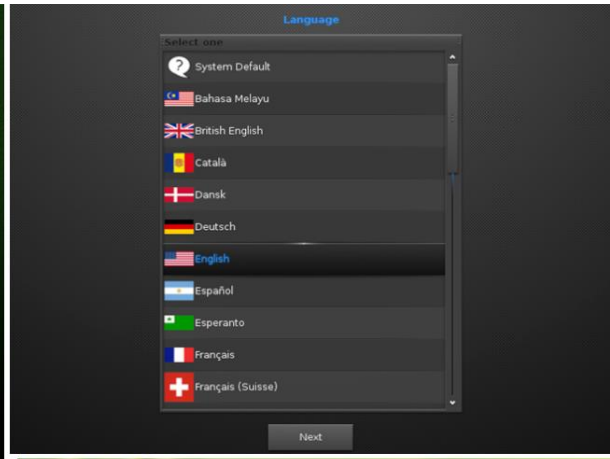 Language
Select one
System Default
Bahasa Melayu
British English
Català
Dansk
Deutsch
English
Español
Esperanto
Français
Français (Suisse)
Next